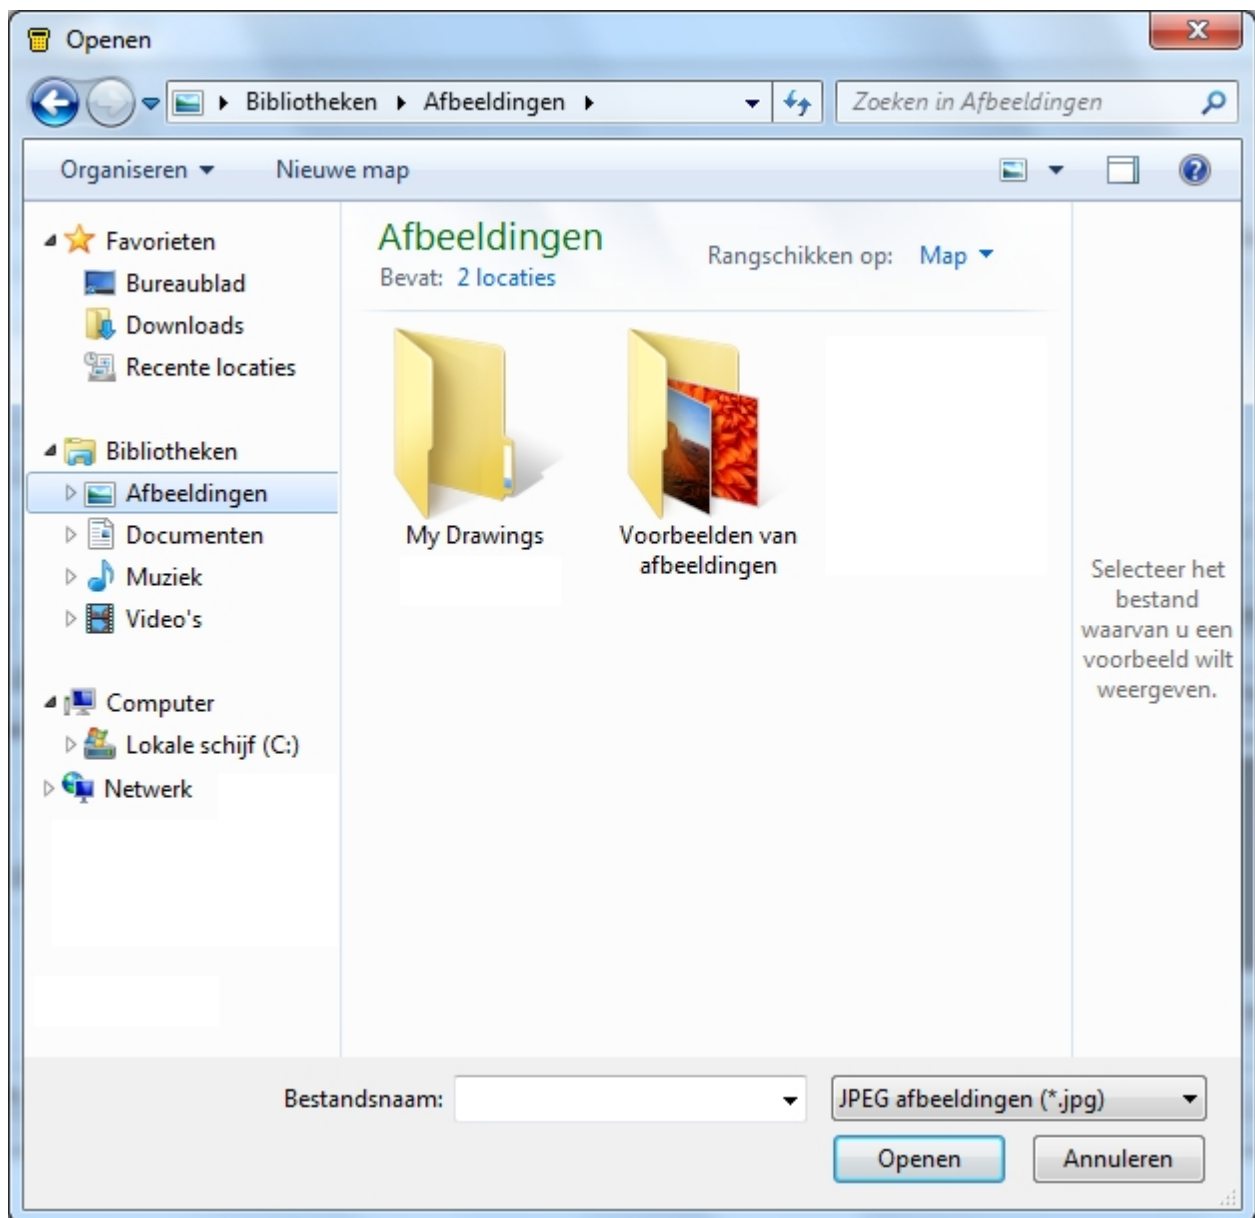 Openen
Bibliotheken Afbeeldingen
Zoeken in Afbeeldingen
Organiseren Nieuwe map
Favorieten
Bureaublad
Downloads
Recente locaties
Bibliotheken
Afbeeldingen
Documenten
Muziek
Video's
Computer
Lokale schijf (C:)
Netwerk
Afbeeldingen
Bevat: 2 locaties
Rangschikken op: Map
My Drawings
Voorbeelden van
afbeeldingen
Selecteer het
bestand
waarvan u een
voorbeeld wilt
weergeven.
Bestandsnaam:
JPEG afbeeldingen (*.jpg)
Openen Annuleren